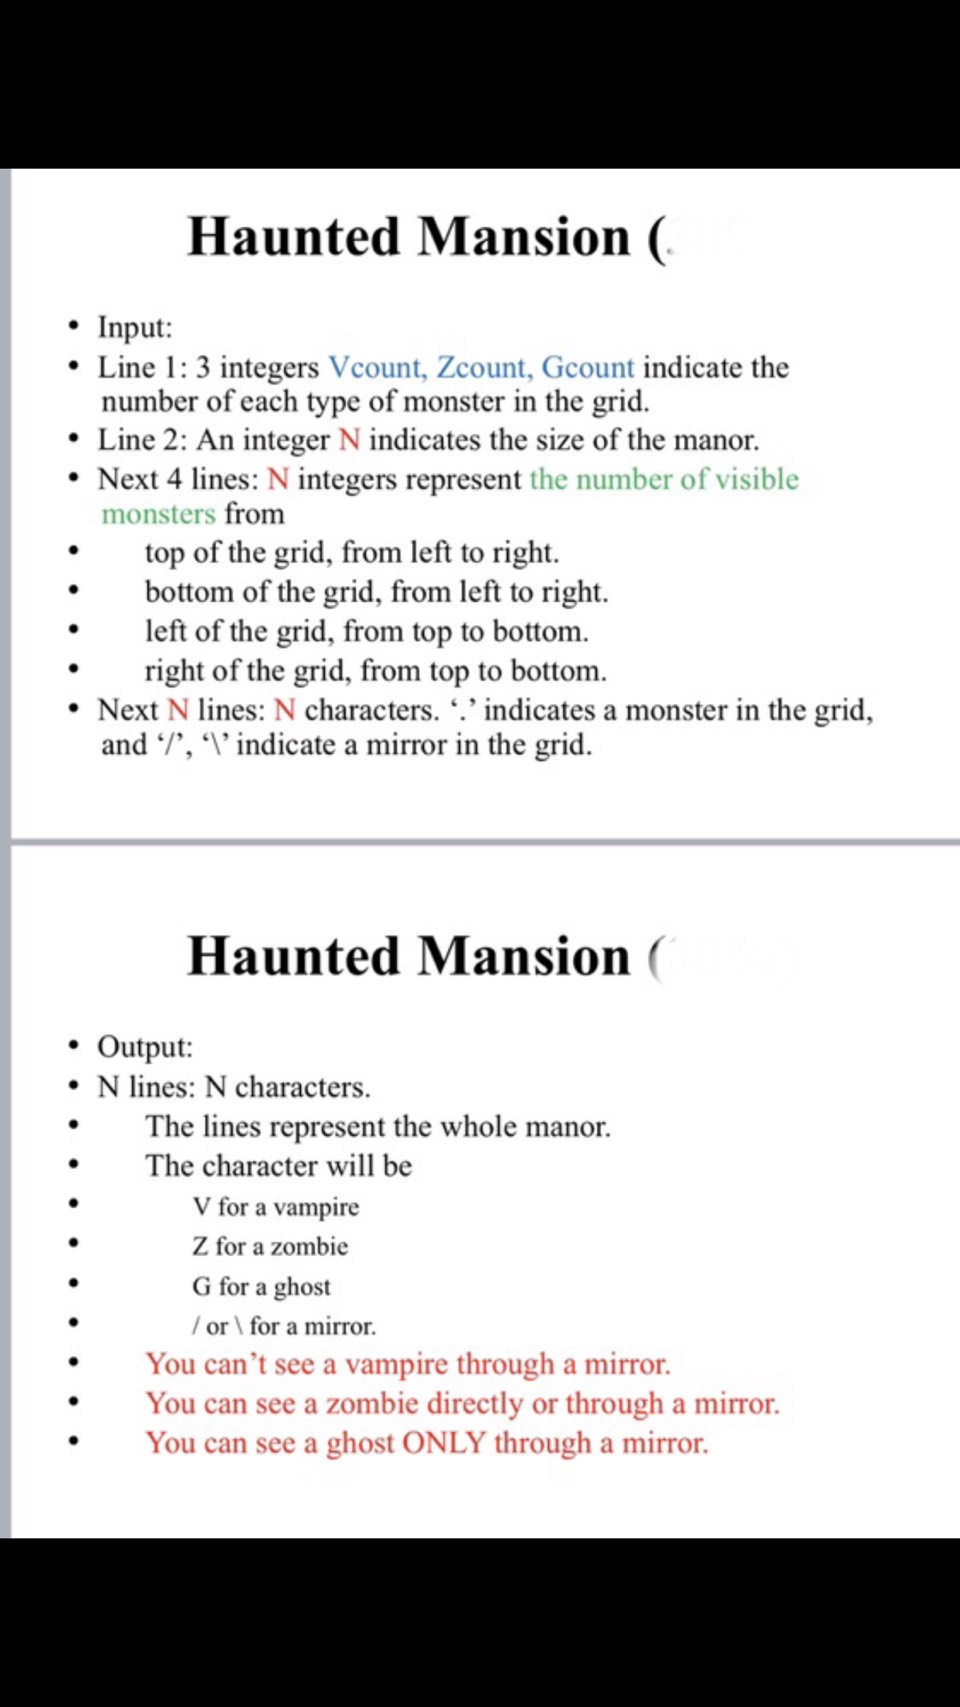 Haunted Mansion (
• Input:
• Line 1: 3 integers Vcount, Zcount, Gcount indicate the
number of each type of monster in the grid.
• Line 2: An integer N indicates the size of the manor.
• Next 4 lines: N integers represent the number of visible
monsters from
• top of the grid, from left to right.
• bottom of the grid, from left to right.
• left of the grid, from top to bottom.
• right of the grid, from top to bottom.
• Next N lines: N characters. ‘.’ indicates a monster in the grid,
and ‘/’, ‘\’ indicate a mirror in the grid.
Haunted Mansion (
• Output:
• N lines: N characters.
• The lines represent the whole manor.
• The character will be
• V for a vampire
• Z for a zombie
• G for a ghost
• / or \ for a mirror.
• You can’t see a vampire through a mirror.
• You can see a zombie directly or through a mirror.
• You can see a ghost ONLY through a mirror.